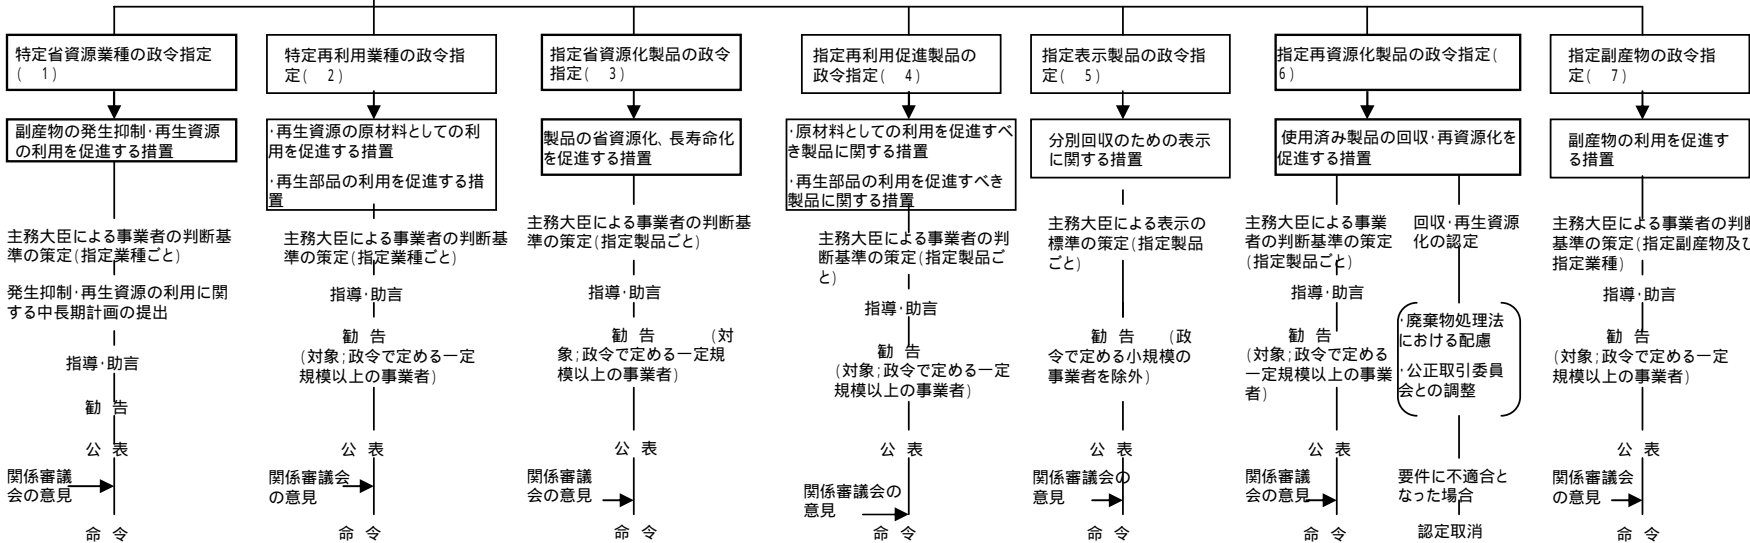 特定省資源業種の政令指定
(　1)
副産物の発生抑制・再生資源
の利用を促進する措置
主務大臣による事業者の判断基
準の策定(指定業種ごと)
発生抑制・再生資源の利用に関
する中長期計画の提出
指導・助言
勧 告
公 表
関係審議
会の意見
命 令
特定再利用業種の政令指
定(　2)
・再生資源の原材料としての利
用を促進する措置
・再生部品の利用を促進する措
置
主務大臣による事業者の判断基
準の策定(指定業種ごと)
指導・助言
勧 告
(対象;政令で定める一定
規模以上の事業者)
公 表
関係審議会
の意見
命 令
指定省資源化製品の政令
指定(　3)
製品の省資源化、長寿命化
を促進する措置
主務大臣による事業者の判断基
準の策定(指定製品ごと)
指導・助言
勧 告　　(対
象;政令で定める一定規
模以上の事業者)
公 表
関係審議
会の意見
命 令
指定再利用促進製品の
政令指定(　4)
・原材料としての利用を促進すべ
き製品に関する措置
・再生部品の利用を促進すべき
製品に関する措置
主務大臣による事業者の判
断基準の策定(指定製品ご
と)
指導・助言
勧 告
(対象;政令で定める一定
規模以上の事業者)
公 表
関係審議会の
意見
命 令
指定表示製品の政令指
定(　5)
分別回収のための表示
に関する措置
主務大臣による表示の
標準の策定(指定製品
ごと)
勧 告　(政
令で定める小規模の
事業者を除外)
公 表
関係審議会の
意見
命 令
指定再資源化製品の政令指定(
6)
使用済み製品の回収・再資源化を
促進する措置
主務大臣による事業
者の判断基準の策定
(指定製品ごと)
指導・助言
勧 告
(対象;政令で定める
一定規模以上の事業
者)
公 表
関係審議
会の意見
命 令
回収・再生資源
化の認定
・廃棄物処理法
における配慮
・公正取引委員
会との調整
要件に不適合と
なった場合
認定取消
指定副産物の政令指
定(　7)
副産物の利用を促進す
る措置
主務大臣による事業者の判断
基準の策定(指定副産物及び
指定業種)
指導・助言
勧 告
(対象;政令で定める一定
規模以上の事業者)
公 表
関係審議会
の意見
命 令